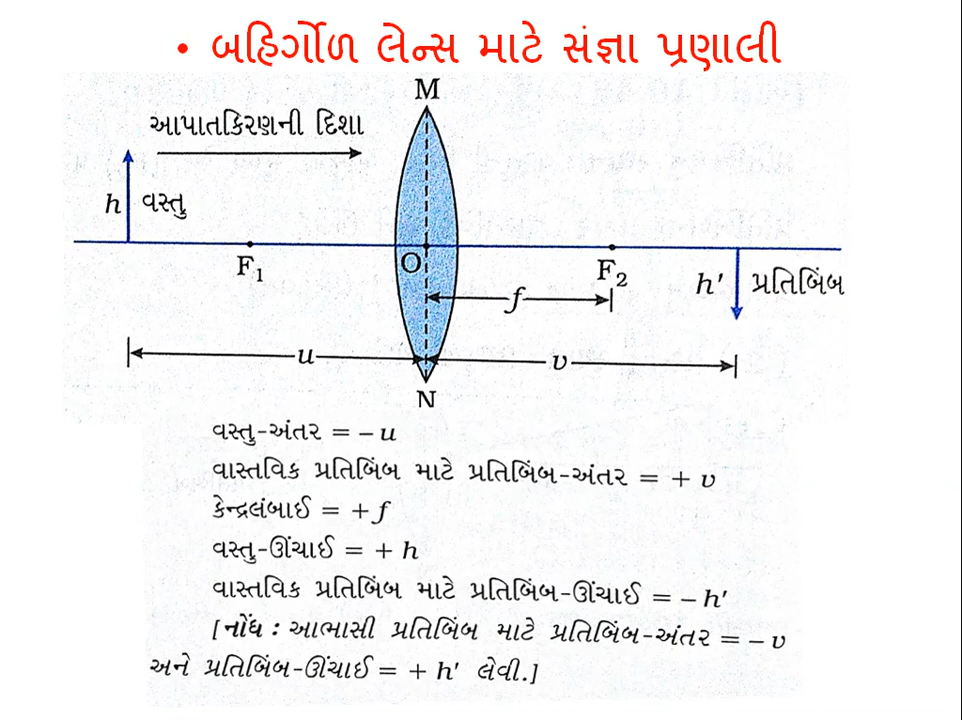 • બહિર્ગોળ લેન્સ માટે સંજ્ઞા પ્રણાલી
M
આપાતકિરણની દિશા
h વસ્તુ
F₁ O F₂ h' પ્રતિબિંબ
f
u v
N
વસ્તુ-અંતર = – u
વાસ્તવિક પ્રતિબિંબ માટે પ્રતિબિંબ-અંતર = + v
કેન્દ્રલંબાઈ = + f
વસ્તુ-ઊંચાઈ = + h
વાસ્તવિક પ્રતિબિંબ માટે પ્રતિબિંબ-ઊંચાઈ = – h'
[નોંધ : આભાસી પ્રતિબિંબ માટે પ્રતિબિંબ-અંતર = – v
અને પ્રતિબિંબ-ઊંચાઈ = + h' લેવી.]